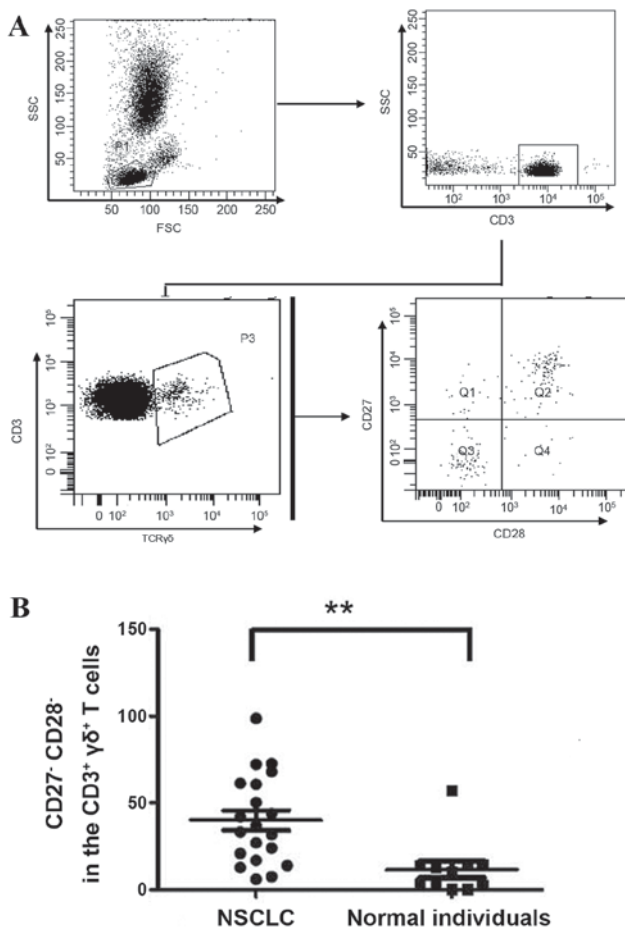 A
SSC
250
200
150
100
50
P1
50 100 150 200 250
FSC
SSC
250
200
150
100
50
10² 10³ 10⁴ 10⁵
CD3
CD3
10⁵
10⁴
10³
10²
0
P3
0 10² 10³ 10⁴ 10⁵
TCRγδ
CD27
10⁵
10⁴
10³
10²
0
Q1 Q2
Q3 Q4
0 10² 10³ 10⁴ 10⁵
CD28
B
**
CD27⁻ CD28⁻
in the CD3⁺ γδ⁺ T cells
150
100
50
0
NSCLC Normal individuals